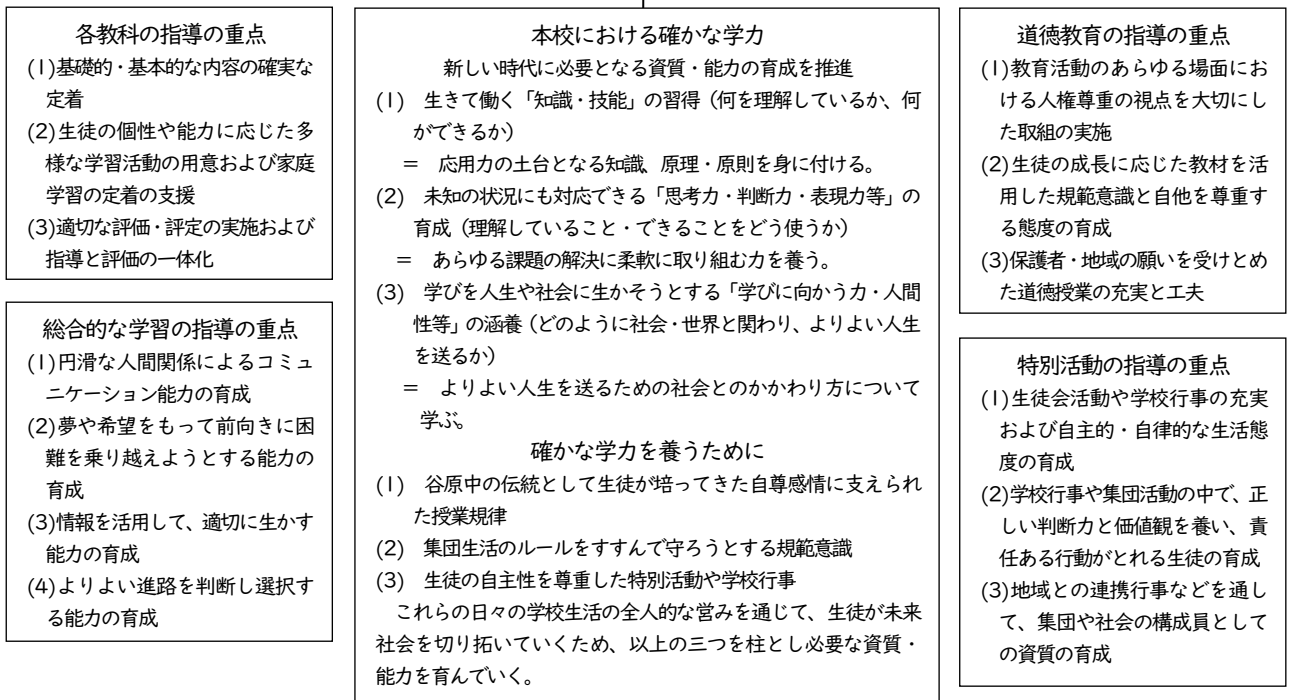 各教科の指導の重点
(1)基礎的・基本的な内容の確実な
定着
(2)生徒の個性や能力に応じた多
様な学習活動の用意および家庭
学習の定着の支援
(3)適切な評価・評定の実施および
指導と評価の一体化
総合的な学習の指導の重点
(1)円滑な人間関係によるコミュ
ニケーション能力の育成
(2)夢や希望をもって前向きに困
難を乗り越えようとする能力の
育成
(3)情報を活用して、適切に生かす
能力の育成
(4)よりよい進路を判断し選択す
る能力の育成
本校における確かな学力
新しい時代に必要となる資質・能力の育成を推進
(1) 生きて働く「知識・技能」の習得（何を理解しているか、何
ができるか）
＝ 応用力の土台となる知識、原理・原則を身に付ける。
(2) 未知の状況にも対応できる「思考力・判断力・表現力等」の
育成（理解していること・できることをどう使うか）
＝ あらゆる課題の解決に柔軟に取り組む力を養う。
(3) 学びを人生や社会に生かそうとする「学びに向かう力・人間
性等」の涵養（どのように社会・世界と関わり、よりよい人生
を送るか）
＝ よりよい人生を送るための社会とのかかわり方について
学ぶ。
確かな学力を養うために
(1) 谷原中の伝統として生徒が培ってきた自尊感情に支えられ
た授業規律
(2) 集団生活のルールをすすんで守ろうとする規範意識
(3) 生徒の自主性を尊重した特別活動や学校行事
これらの日々の学校生活の全人的な営みを通じて、生徒が未来
社会を切り拓いていくため、以上の三つを柱とし必要な資質・
能力を育んでいく。
道徳教育の指導の重点
(1)教育活動のあらゆる場面にお
ける人権尊重の視点を大切にし
た取組の実施
(2)生徒の成長に応じた教材を活
用した規範意識と自他を尊重す
る態度の育成
(3)保護者・地域の願いを受けとめ
た道徳授業の充実と工夫
特別活動の指導の重点
(1)生徒会活動や学校行事の充実
および自主的・自律的な生活態
度の育成
(2)学校行事や集団活動の中で、正
しい判断力と価値観を養い、責
任ある行動がとれる生徒の育成
(3)地域との連携行事などを通し
て、集団や社会の構成員として
の資質の育成